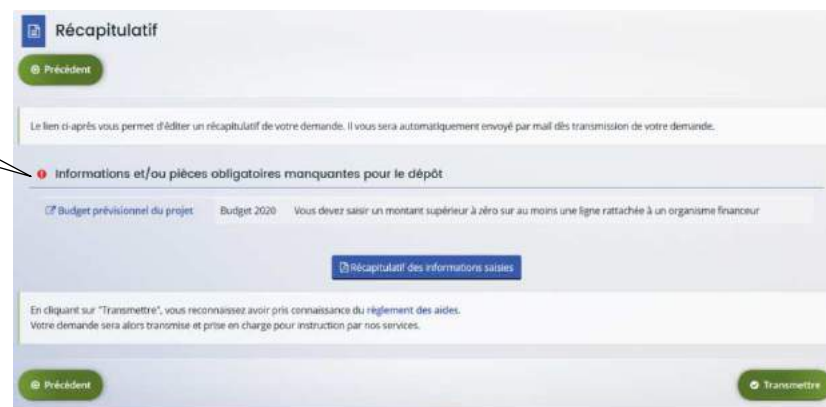 Récapitulatif
Précédent
Le lien ci-après vous permet d'éditer un récapitulatif de votre demande. Il vous sera automatiquement envoyé par mail dès transmission de votre demande.
Informations et/ou pièces obligatoires manquantes pour le dépôt
Budget prévisionnel du projet Budget 2020 Vous devez saisir un montant supérieur à zéro sur au moins une ligne rattachée à un organisme financeur
Récapitulatif des informations saisies
En cliquant sur "Transmettre", vous reconnaissez avoir pris connaissance du règlement des aides.
Votre demande sera alors transmise et prise en charge pour instruction par nos services.
Précédent Transmettre